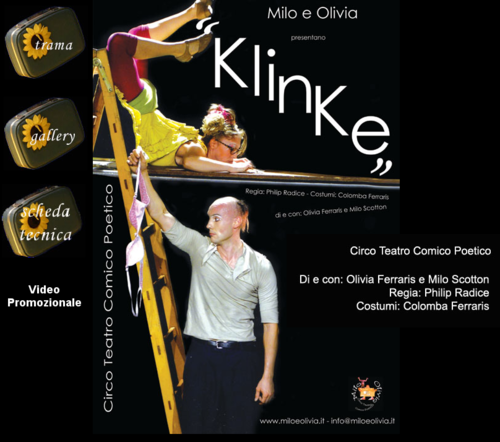 trama
gallery
scheda
tecnica
Video
Promozionale
Milo e Olivia
presentano
“Klinke”
Regia: Philip Radice - Costumi: Colomba Ferraris
di e con: Olivia Ferraris e Milo Scotton
Circo Teatro Comico Poetico
www.miloeolivia.it - info@miloeolivia.it
Circo Teatro Comico Poetico
Di e con: Olivia Ferraris e Milo Scotton
Regia: Philip Radice
Costumi: Colomba Ferraris